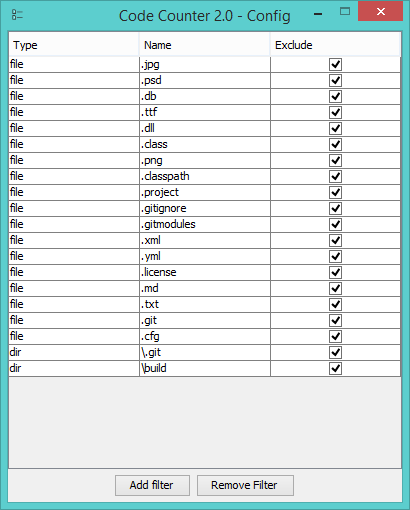 Code Counter 2.0 - Config
Type Name Exclude
file .jpg
file .psd
file .db
file .ttf
file .dll
file .class
file .png
file .classpath
file .project
file .gitignore
file .gitmodules
file .xml
file .yml
file .license
file .md
file .txt
file .git
file .cfg
dir \.git
dir \build
Add filter Remove Filter